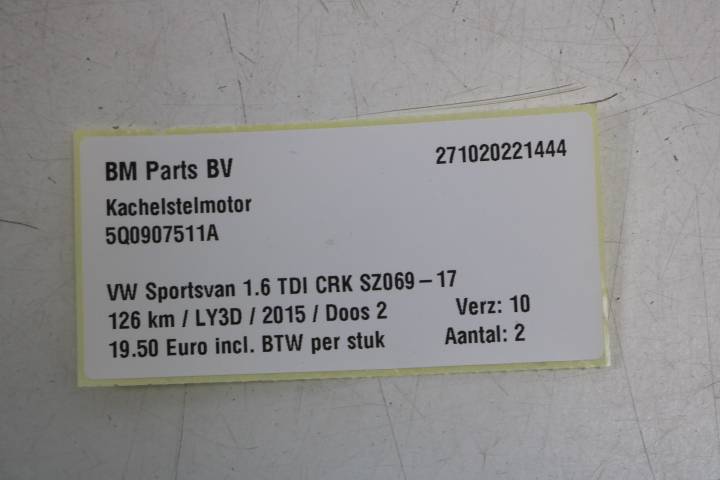 BM Parts BV 271020221444
Kachelstelmotor
5Q0907511A
VW Sportsvan 1.6 TDI CRK SZ069-17
126 km / LY3D / 2015 / Doos 2 Verz: 10
19.50 Euro incl. BTW per stuk Aantal: 2